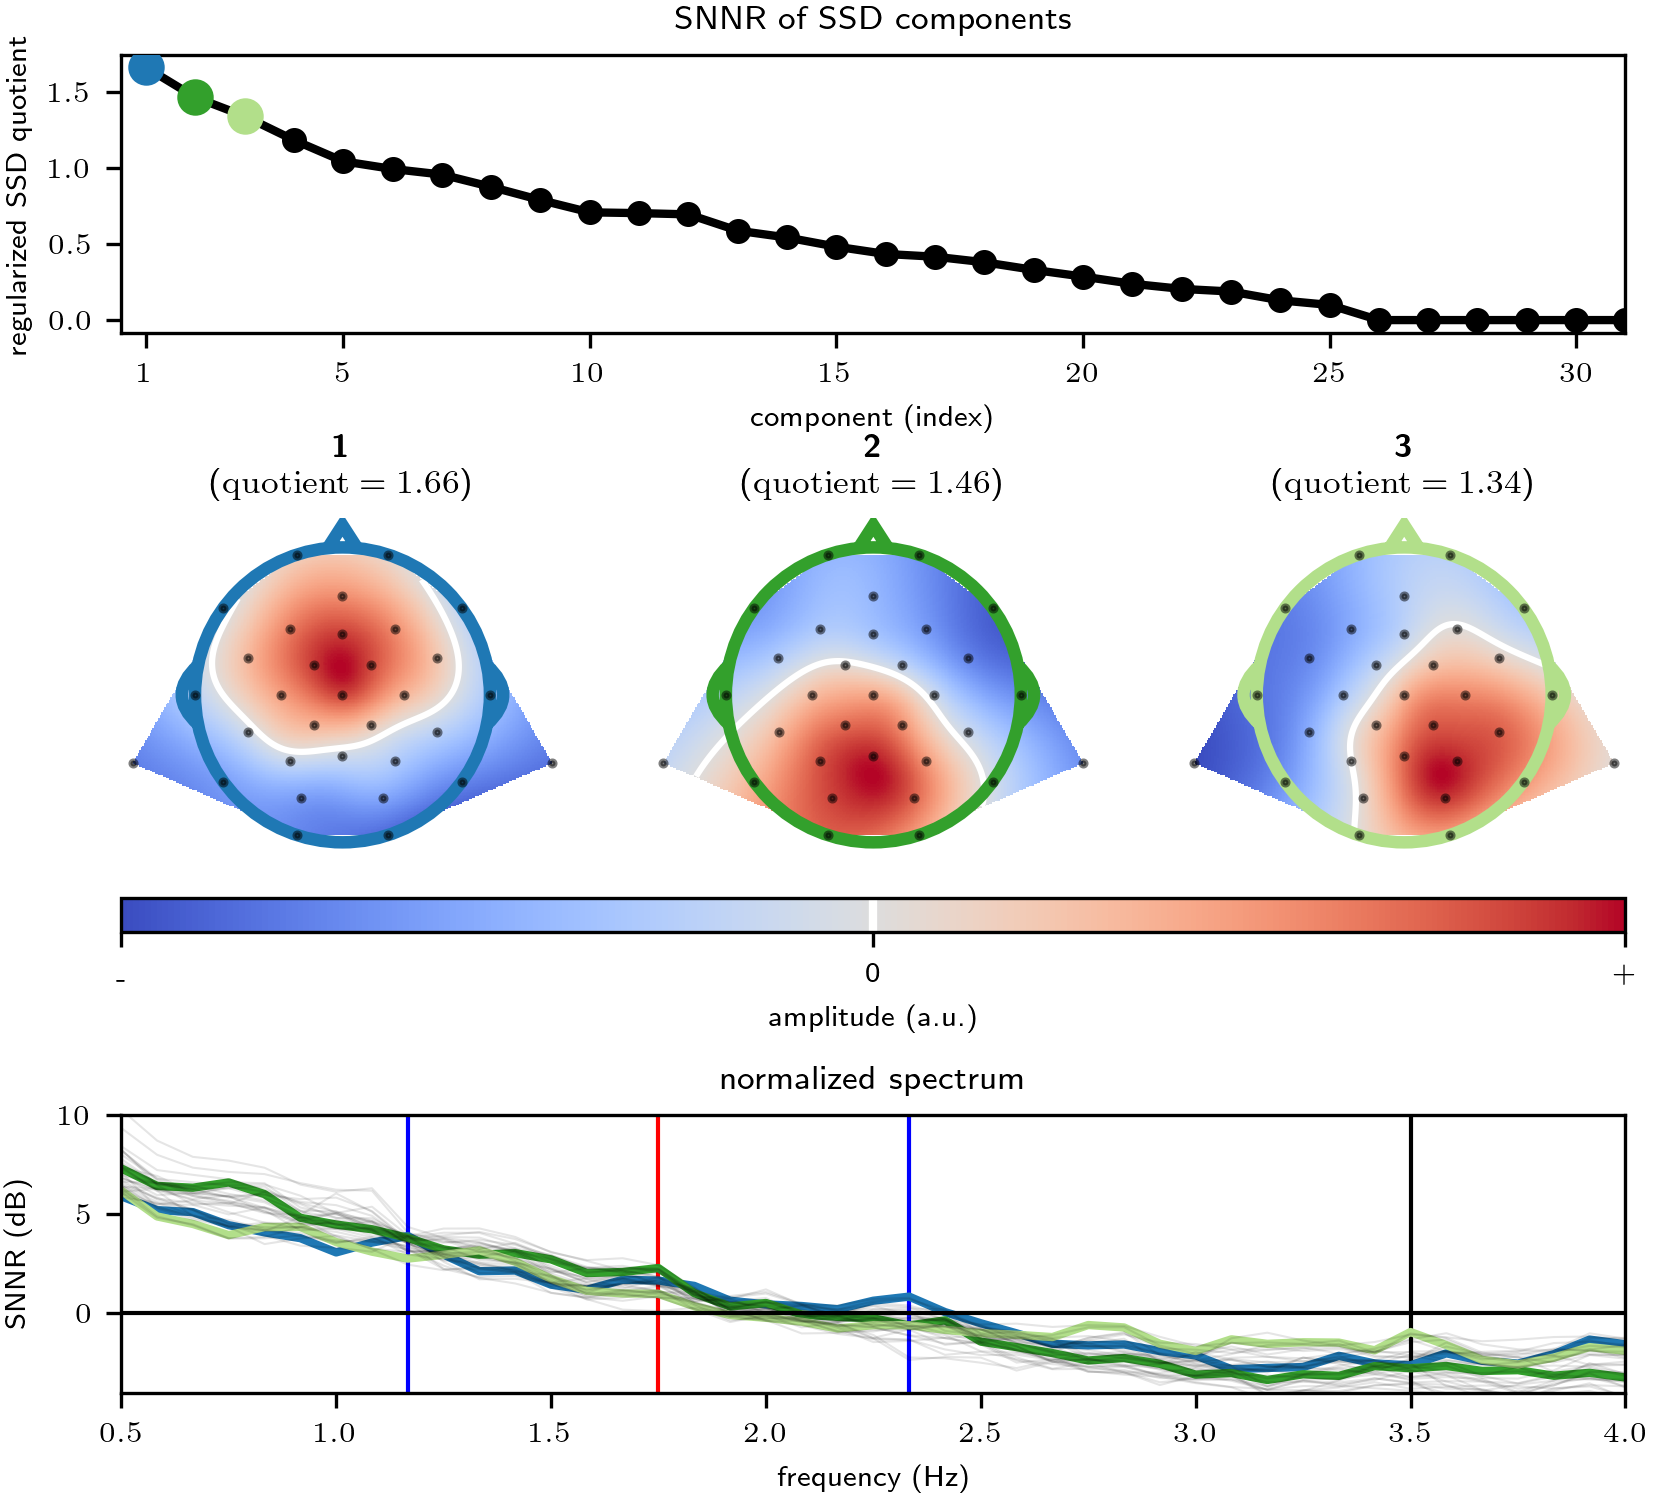 SNNR of SSD components
regularized SSD quotient
1.5
1.0
0.5
0.0
1 5 10 15 20 25 30
component (index)
1 2 3
(quotient = 1.66) (quotient = 1.46) (quotient = 1.34)
- 0 +
amplitude (a.u.)
normalized spectrum
SNNR (dB)
10
5
0
0.5 1.0 1.5 2.0 2.5 3.0 3.5 4.0
frequency (Hz)